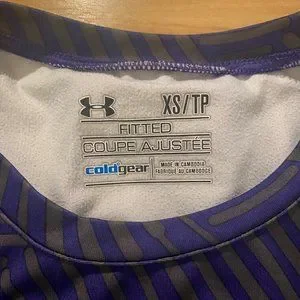 XS/TP
FITTED
COUPE AJUSTÉE
coldgear
MADE IN CAMBODIA
FABRIQUÉ AU CAMBODGE